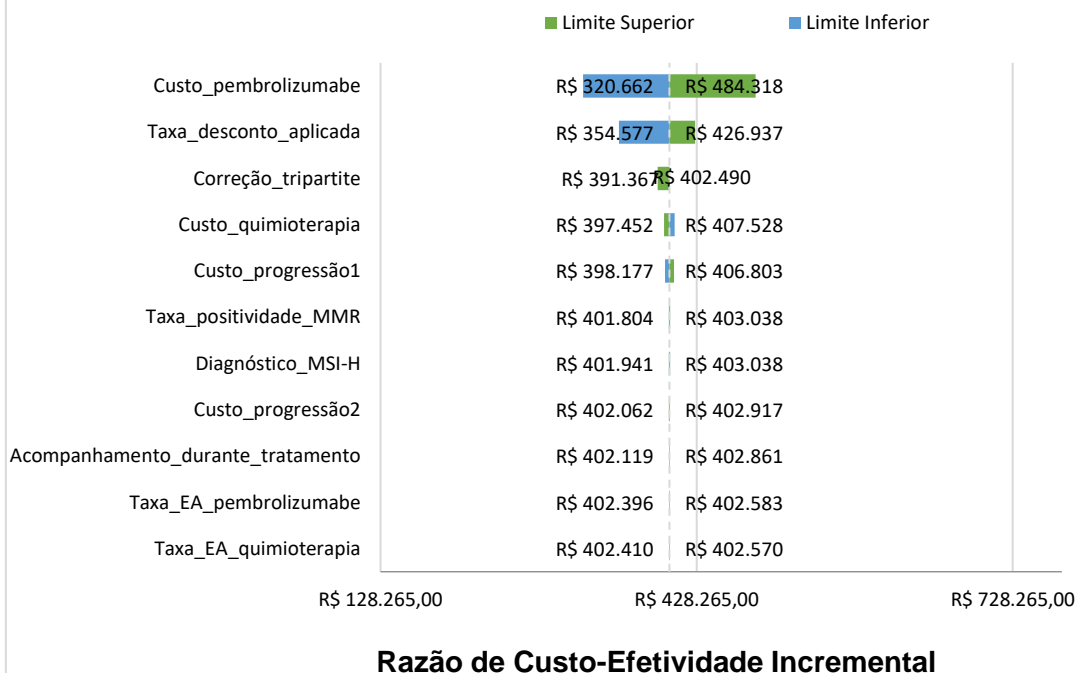 Limite Superior Limite Inferior
Custo_pembrolizumabe R$ 320.662 R$ 484.318
Taxa_desconto_aplicada R$ 354.577 R$ 426.937
Correção_tripartite R$ 391.367 R$ 402.490
Custo_quimioterapia R$ 397.452 R$ 407.528
Custo_progressão1 R$ 398.177 R$ 406.803
Taxa_positividade_MMR R$ 401.804 R$ 403.038
Diagnóstico_MSI-H R$ 401.941 R$ 403.038
Custo_progressão2 R$ 402.062 R$ 402.917
Acompanhamento_durante_tratamento R$ 402.119 R$ 402.861
Taxa_EA_pembrolizumabe R$ 402.396 R$ 402.583
Taxa_EA_quimioterapia R$ 402.410 R$ 402.570
R$ 128.265,00 R$ 428.265,00 R$ 728.265,00
Razão de Custo-Efetividade Incremental